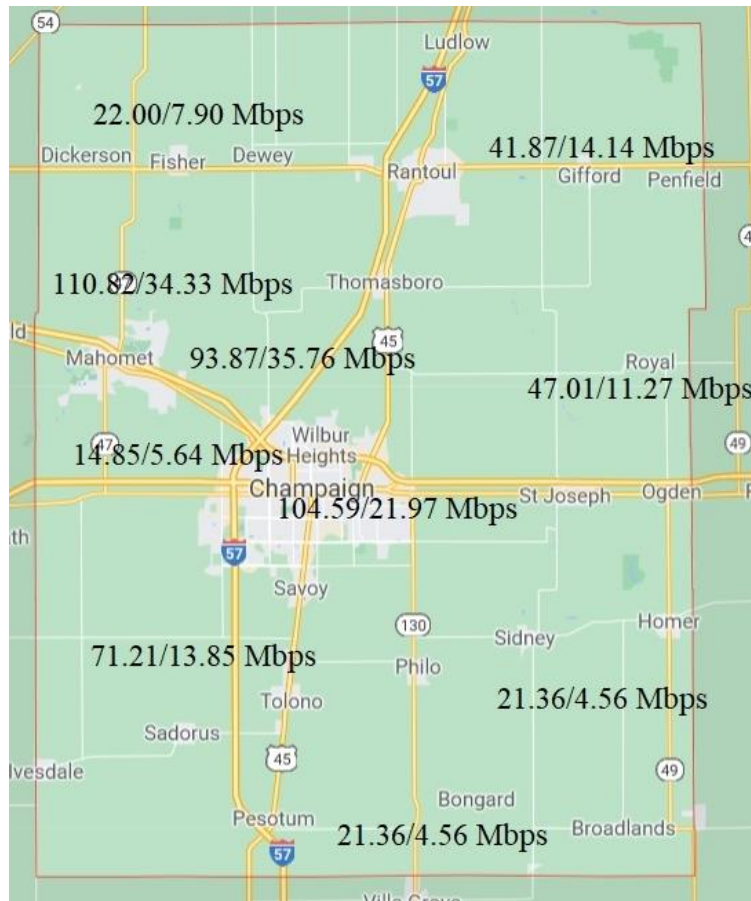 54
Ludlow
57
22.00/7.90 Mbps
41.87/14.14 Mbps
Dickerson
Fisher
Dewey
Rantoul
Gifford
Penfield
110.82/34.33 Mbps
Thomasboro
45
Mahomet
93.87/35.76 Mbps
Royal
47.01/11.27 Mbps
47
14.85/5.64 Mbps
Wilbur
Heights
49
Champaign
104.59/21.97 Mbps
St Joseph
Ogden
57
Savoy
130
Homer
Sidney
71.21/13.85 Mbps
Philo
Tolono
21.36/4.56 Mbps
Sadorus
45
lvesdale
49
Bongard
Pesotum
21.36/4.56 Mbps
Broadlands
57